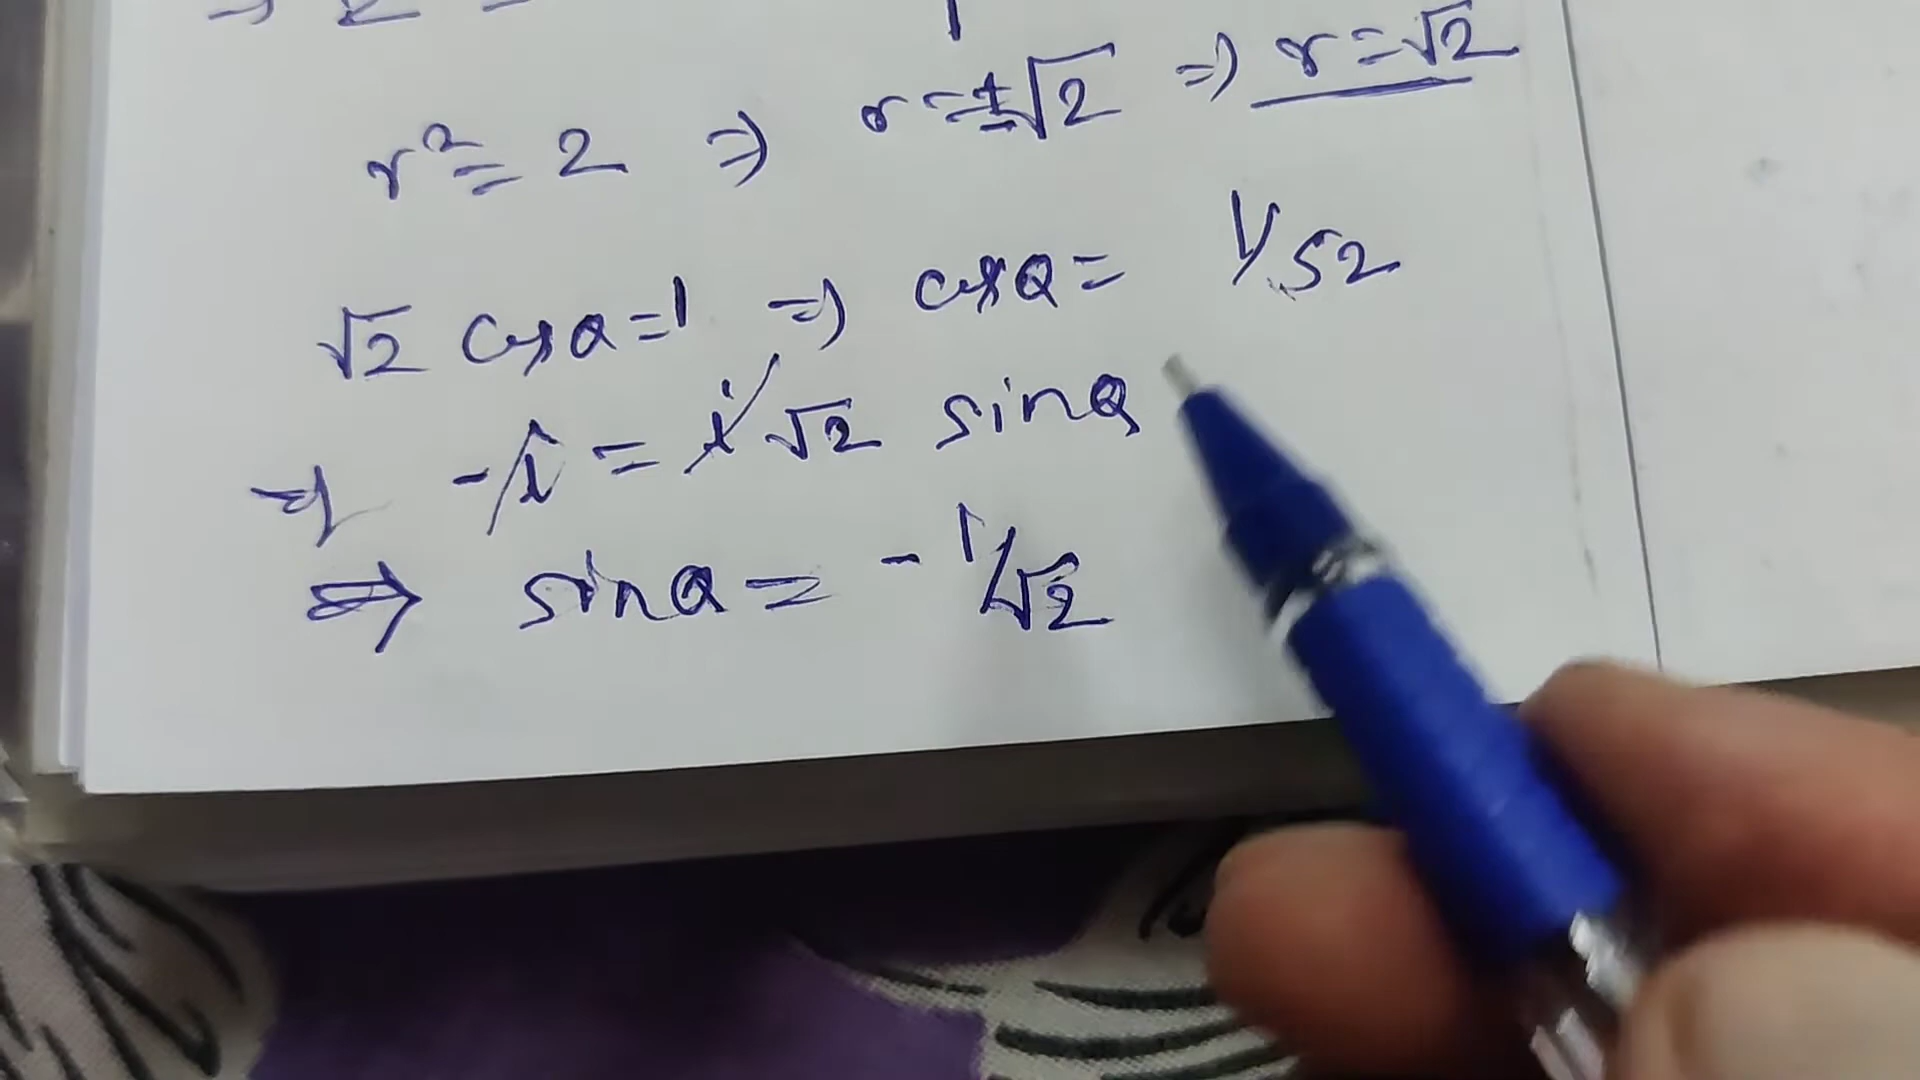 r² = 2 ⇒ r = ±√2 ⇒ r = √2
√2 cosθ = 1 ⇒ cosθ = 1/√2
⇒ -i = i√2 sinθ
⇒ sinθ = -1/√2